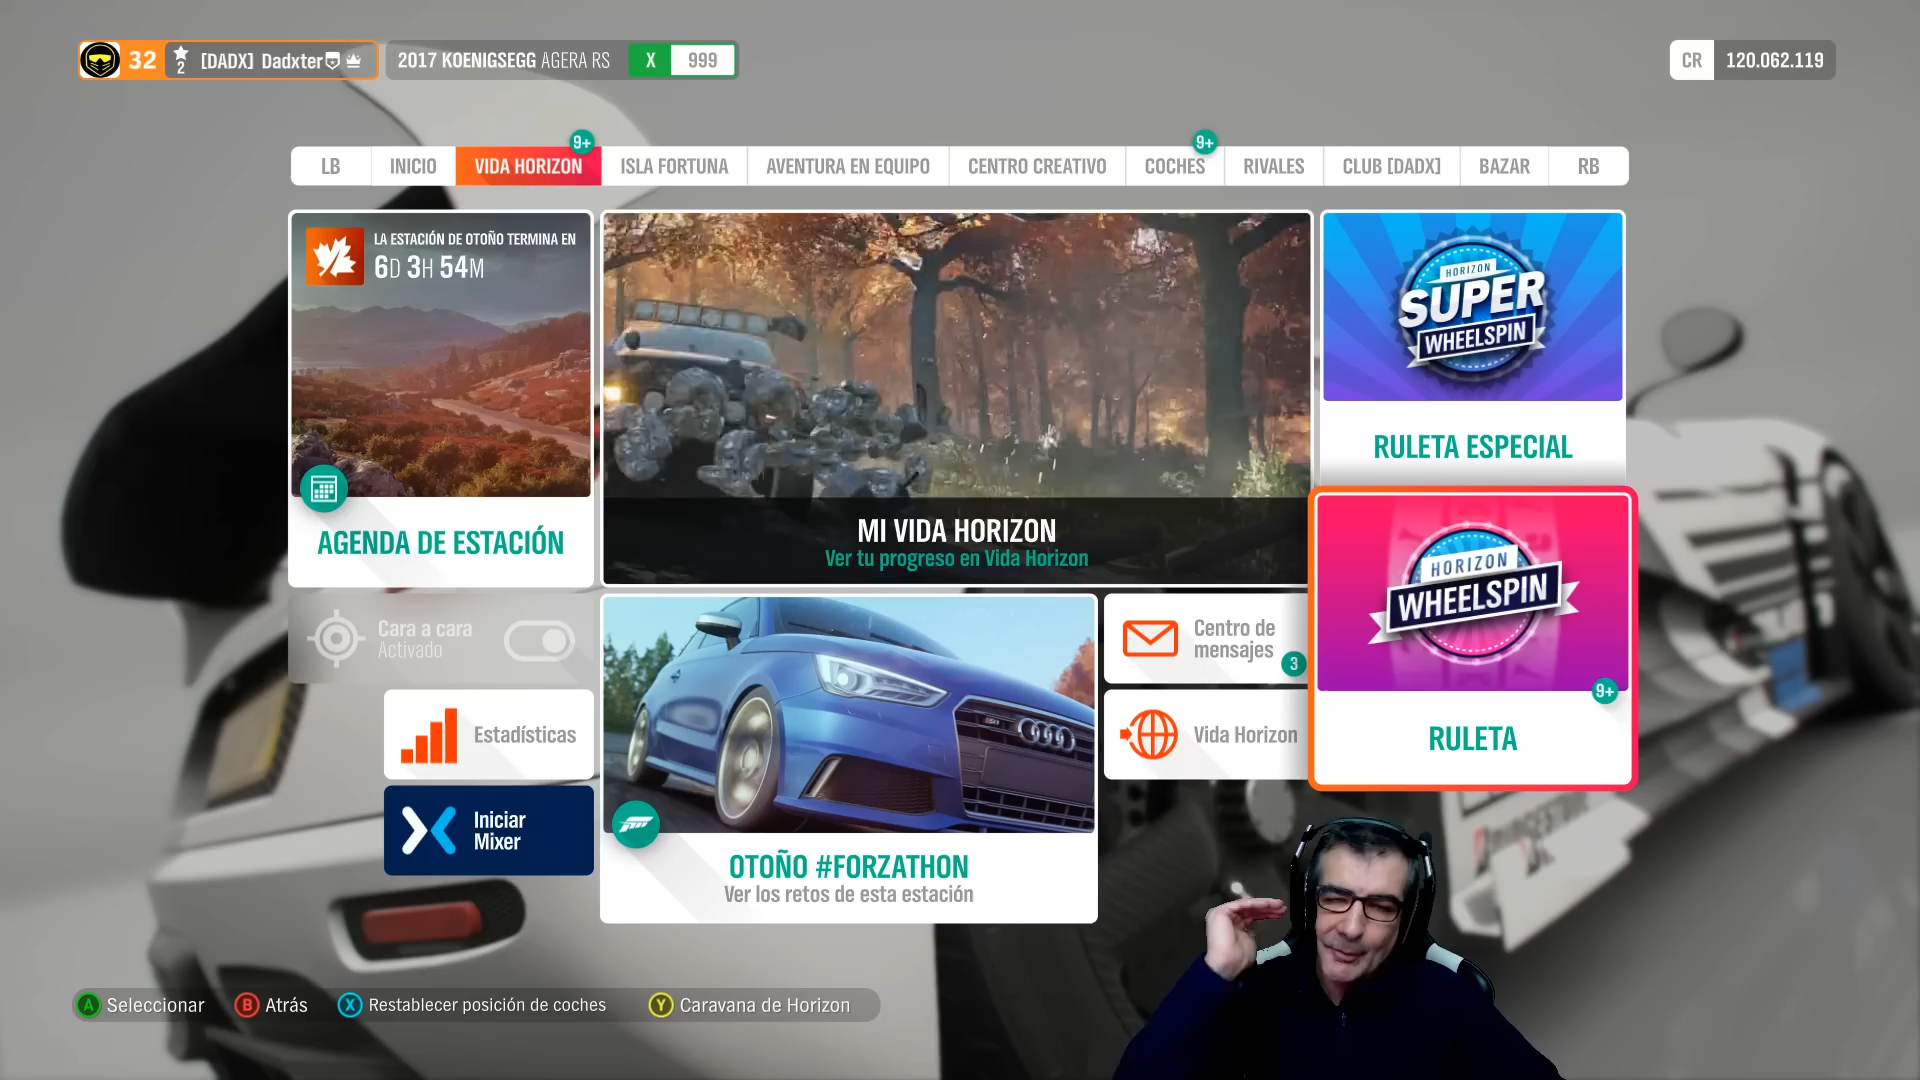 32
2
[DADX] Dadxter
2017 KOENIGSEGG AGERA RS
X 999
CR 120.062.119
LB
INICIO
VIDA HORIZON
9+
ISLA FORTUNA
AVENTURA EN EQUIPO
CENTRO CREATIVO
COCHES
9+
RIVALES
CLUB [DADX]
BAZAR
RB
LA ESTACIÓN DE OTOÑO TERMINA EN
6D 3H 54M
AGENDA DE ESTACIÓN
MI VIDA HORIZON
Ver tu progreso en Vida Horizon
HORIZON
SUPER
WHEELSPIN
RULETA ESPECIAL
HORIZON
WHEELSPIN
9+
RULETA
Cara a cara
Activado
Estadísticas
Iniciar
Mixer
OTOÑO #FORZATHON
Ver los retos de esta estación
Centro de
mensajes
3
Vida Horizon
A Seleccionar
B Atrás
X Restablecer posición de coches
Y Caravana de Horizon